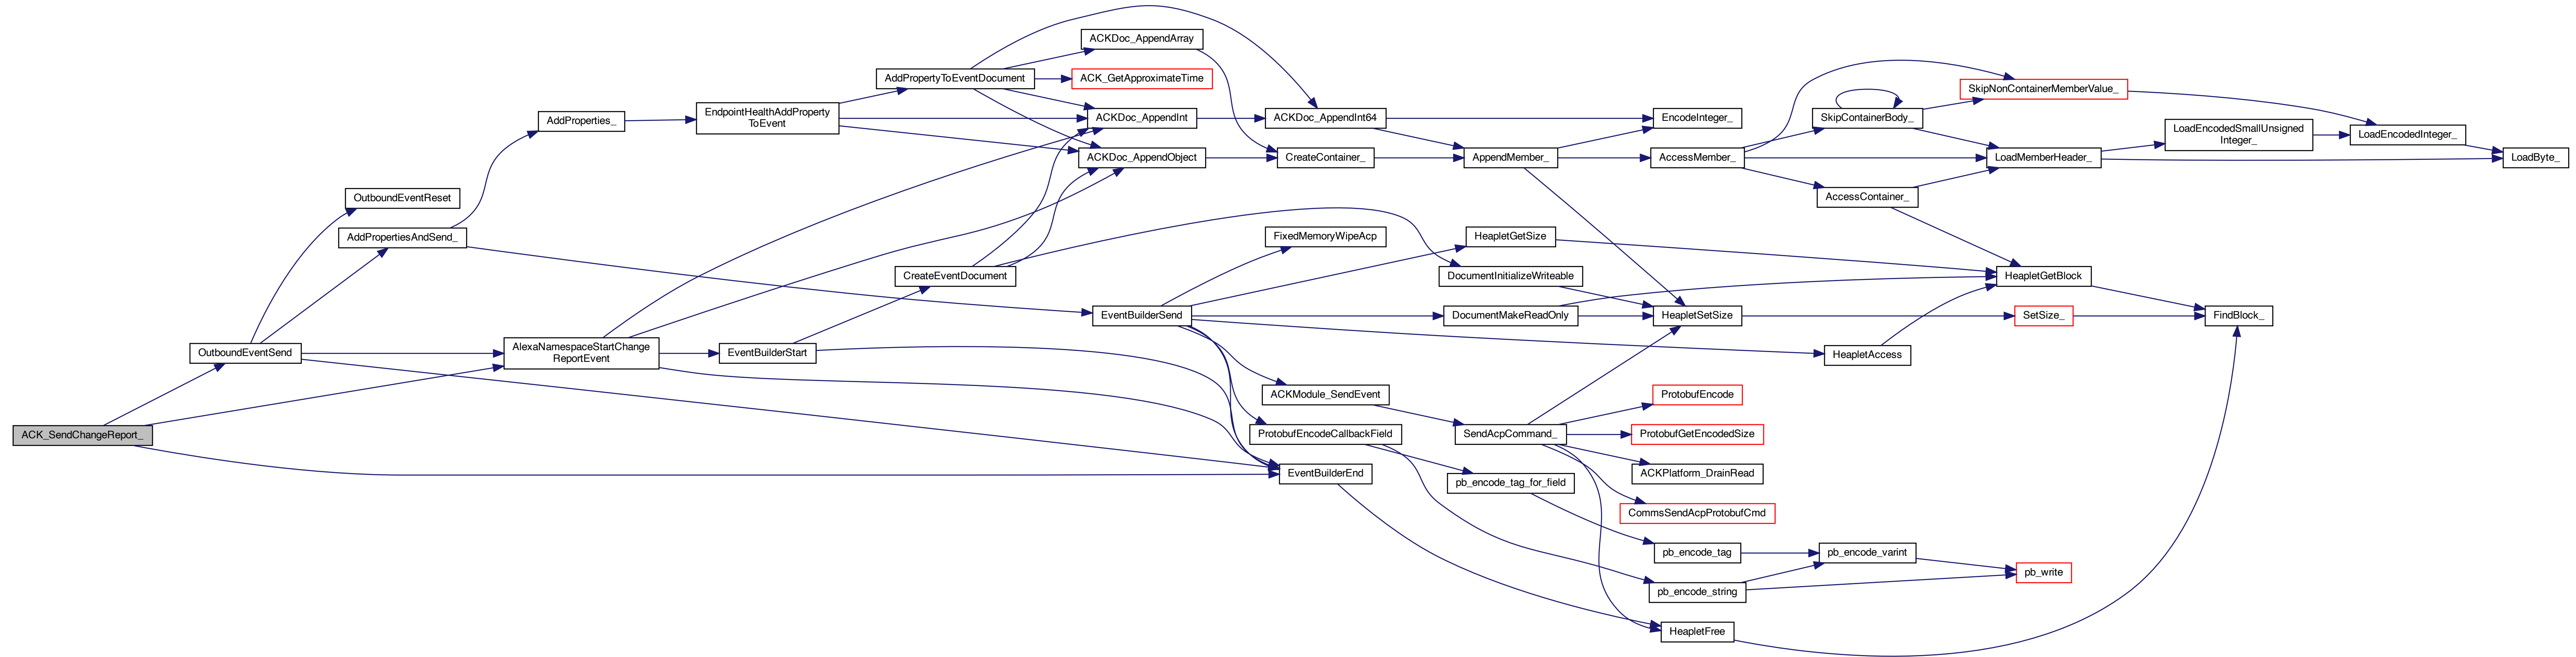 ACK_SendChangeReport_
OutboundEventSend
OutboundEventReset
AddPropertiesAndSend_
AlexaNamespaceStartChange
ReportEvent
AddProperties_
EndpointHealthAddProperty
ToEvent
EventBuilderStart
AddPropertyToEventDocument
CreateEventDocument
ACKDoc_AppendArray
ACK_GetApproximateTime
ACKDoc_AppendInt
ACKDoc_AppendObject
EventBuilderSend
ACKDoc_AppendInt64
CreateContainer_
FixedMemoryWipeAcp
ACKModule_SendEvent
ProtobufEncodeCallbackField
EventBuilderEnd
AppendMember_
HeapletGetSize
DocumentInitializeWriteable
DocumentMakeReadOnly
SendAcpCommand_
pb_encode_tag_for_field
EncodeInteger_
AccessMember_
HeapletSetSize
ProtobufEncode
ProtobufGetEncodedSize
ACKPlatform_DrainRead
CommsSendAcpProtobufCmd
pb_encode_tag
pb_encode_string
HeapletFree
SkipContainerBody_
AccessContainer_
HeapletAccess
pb_encode_varint
SkipNonContainerMemberValue_
LoadMemberHeader_
HeapletGetBlock
SetSize_
pb_write
LoadEncodedSmallUnsigned
Integer_
FindBlock_
LoadEncodedInteger_
LoadByte_